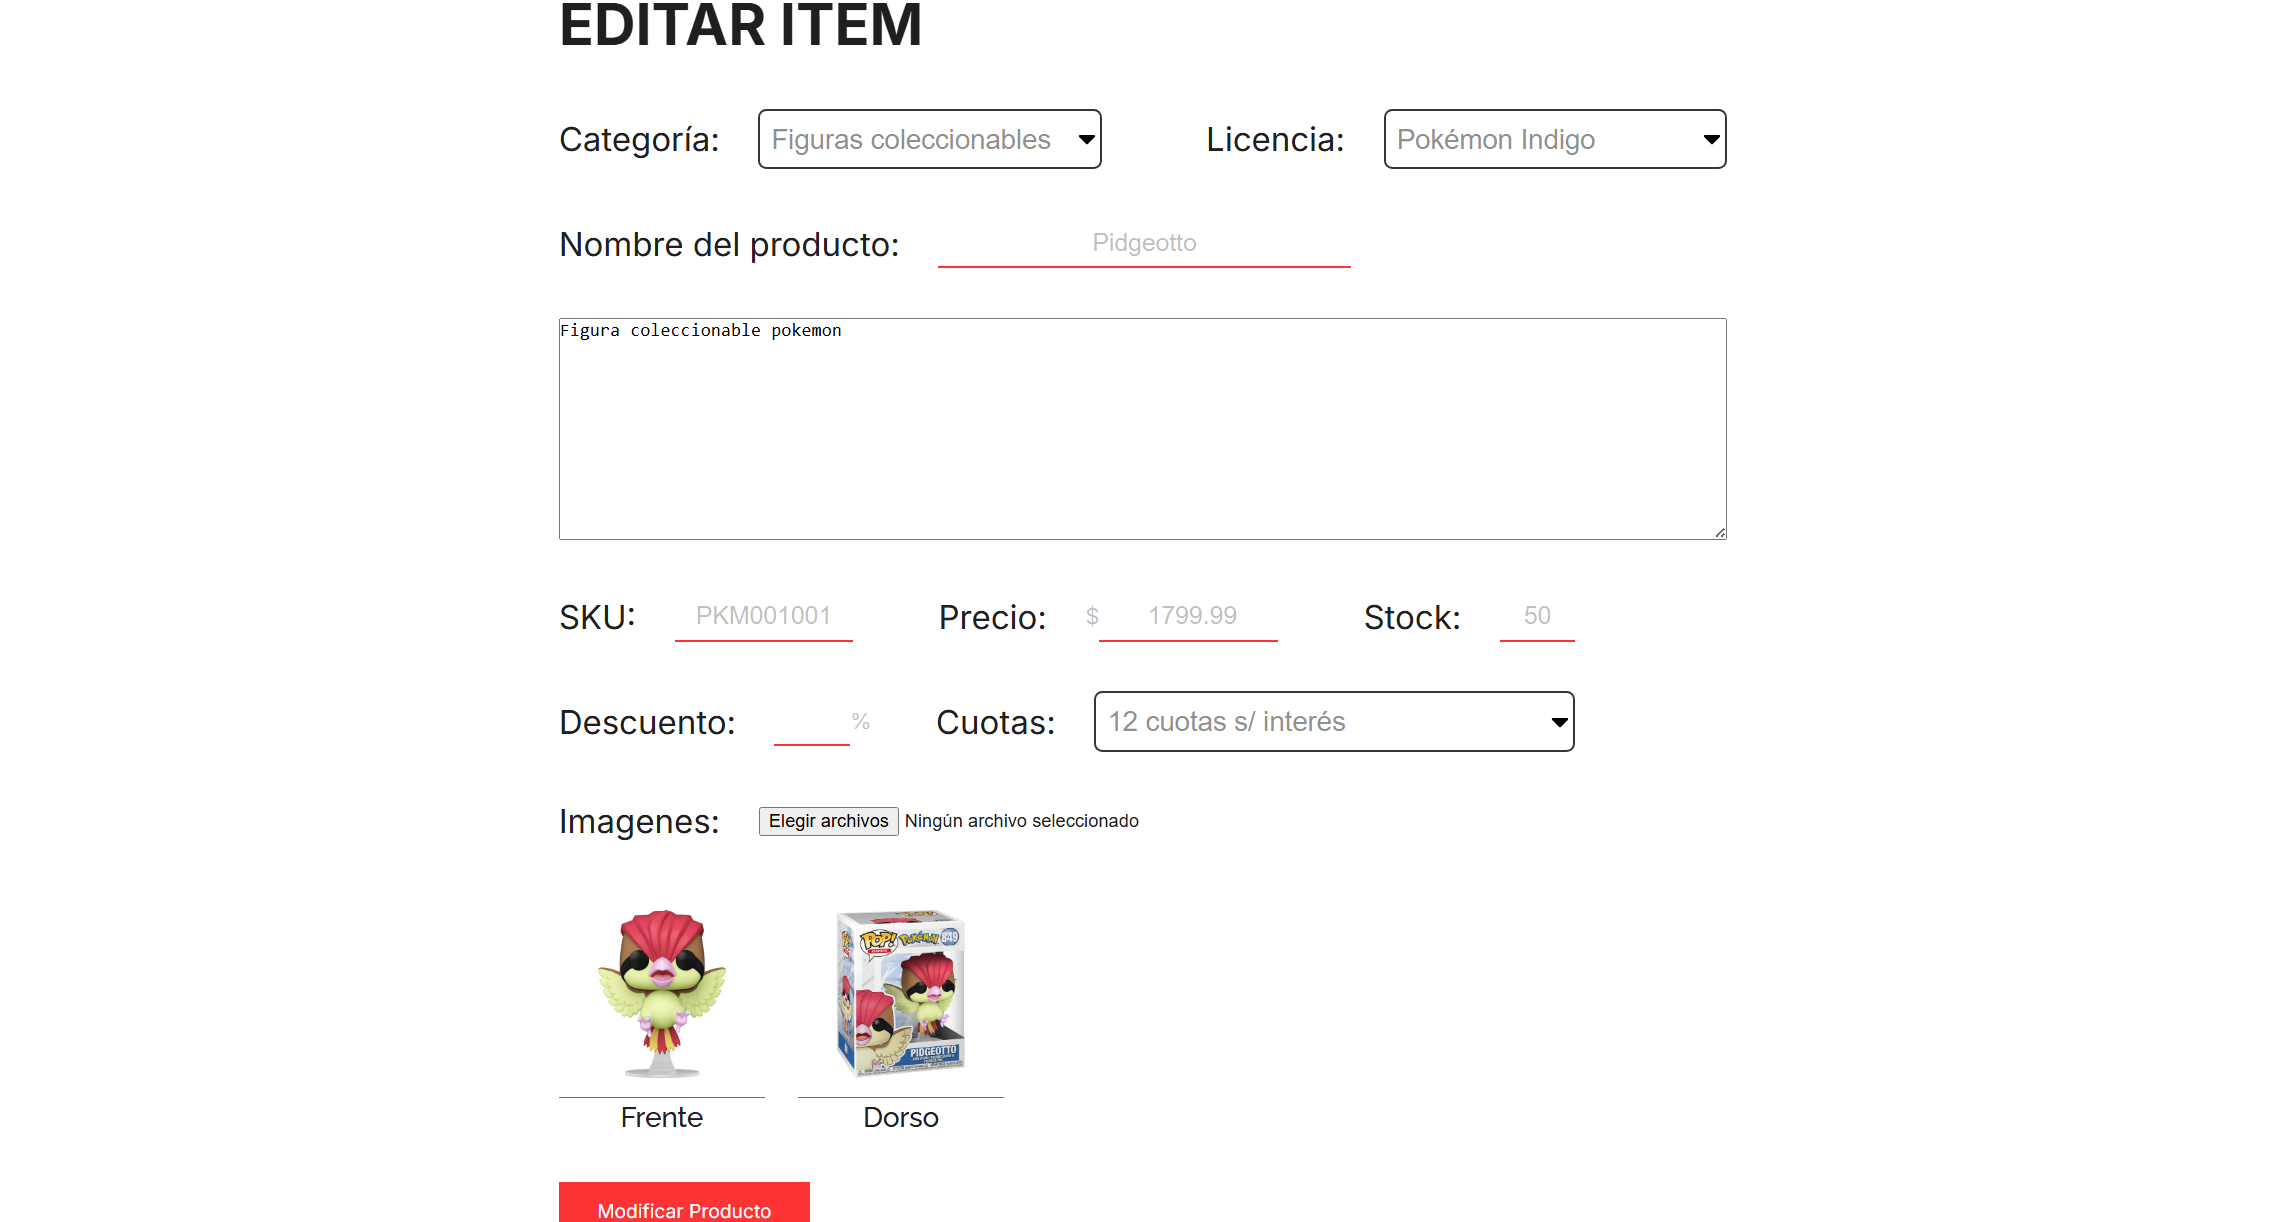 EDITAR ITEM
Categoría: Figuras coleccionables Licencia: Pokémon Indigo
Nombre del producto: Pidgeotto
Figura coleccionable pokemon
SKU: PKM001001 Precio: $ 1799.99 Stock: 50
Descuento: % Cuotas: 12 cuotas s/ interés
Imagenes: Elegir archivos Ningún archivo seleccionado
POP! POKÉMON 849
PIDGEOTTO
Frente Dorso
Modificar Producto